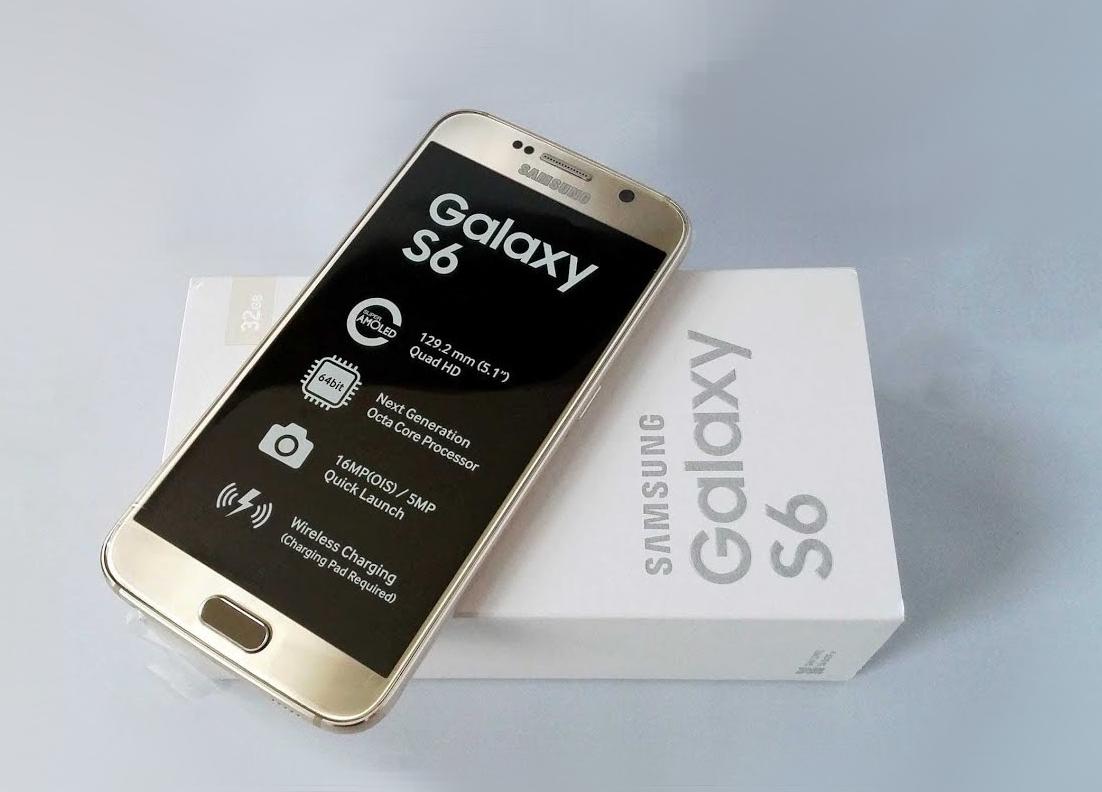 SAMSUNG
Galaxy
S6
SUPER
AMOLED
129.2 mm (5.1")
Quad HD
64bit
Next Generation
Octa Core Processor
16MP(OIS) / 5MP
Quick Launch
Wireless Charging
(Charging Pad Required)
32GB
SAMSUNG
Galaxy
S6